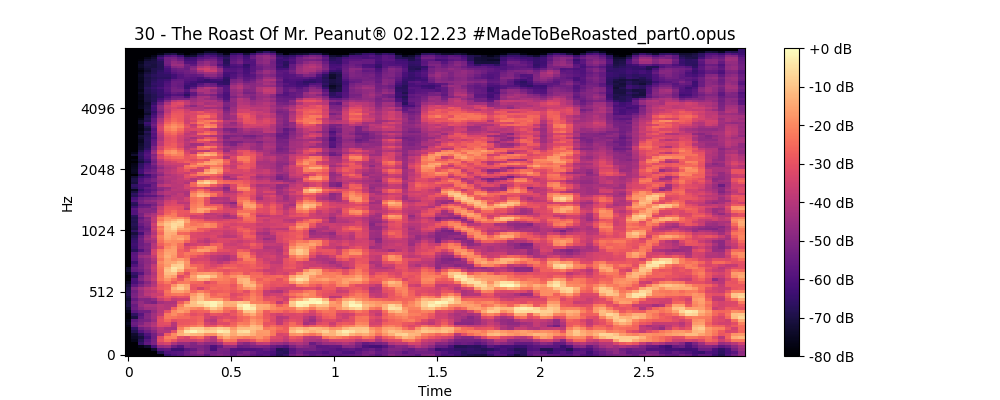 30 - The Roast Of Mr. Peanut® 02.12.23 #MadeToBeRoasted_part0.opus
Hz
4096
2048
1024
512
0
0
0.5
1
1.5
2
2.5
Time
+0 dB
-10 dB
-20 dB
-30 dB
-40 dB
-50 dB
-60 dB
-70 dB
-80 dB